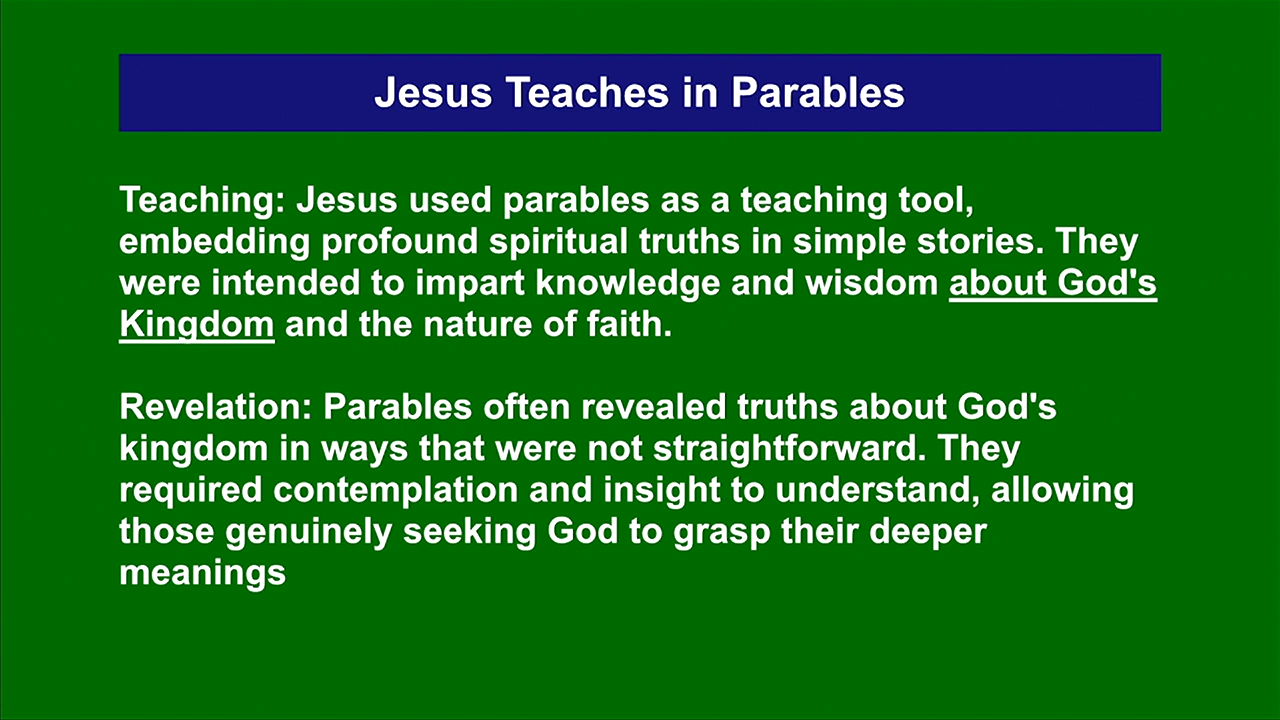 Jesus Teaches in Parables
Teaching: Jesus used parables as a teaching tool,
embedding profound spiritual truths in simple stories. They
were intended to impart knowledge and wisdom about God's
Kingdom and the nature of faith.
Revelation: Parables often revealed truths about God's
kingdom in ways that were not straightforward. They
required contemplation and insight to understand, allowing
those genuinely seeking God to grasp their deeper
meanings